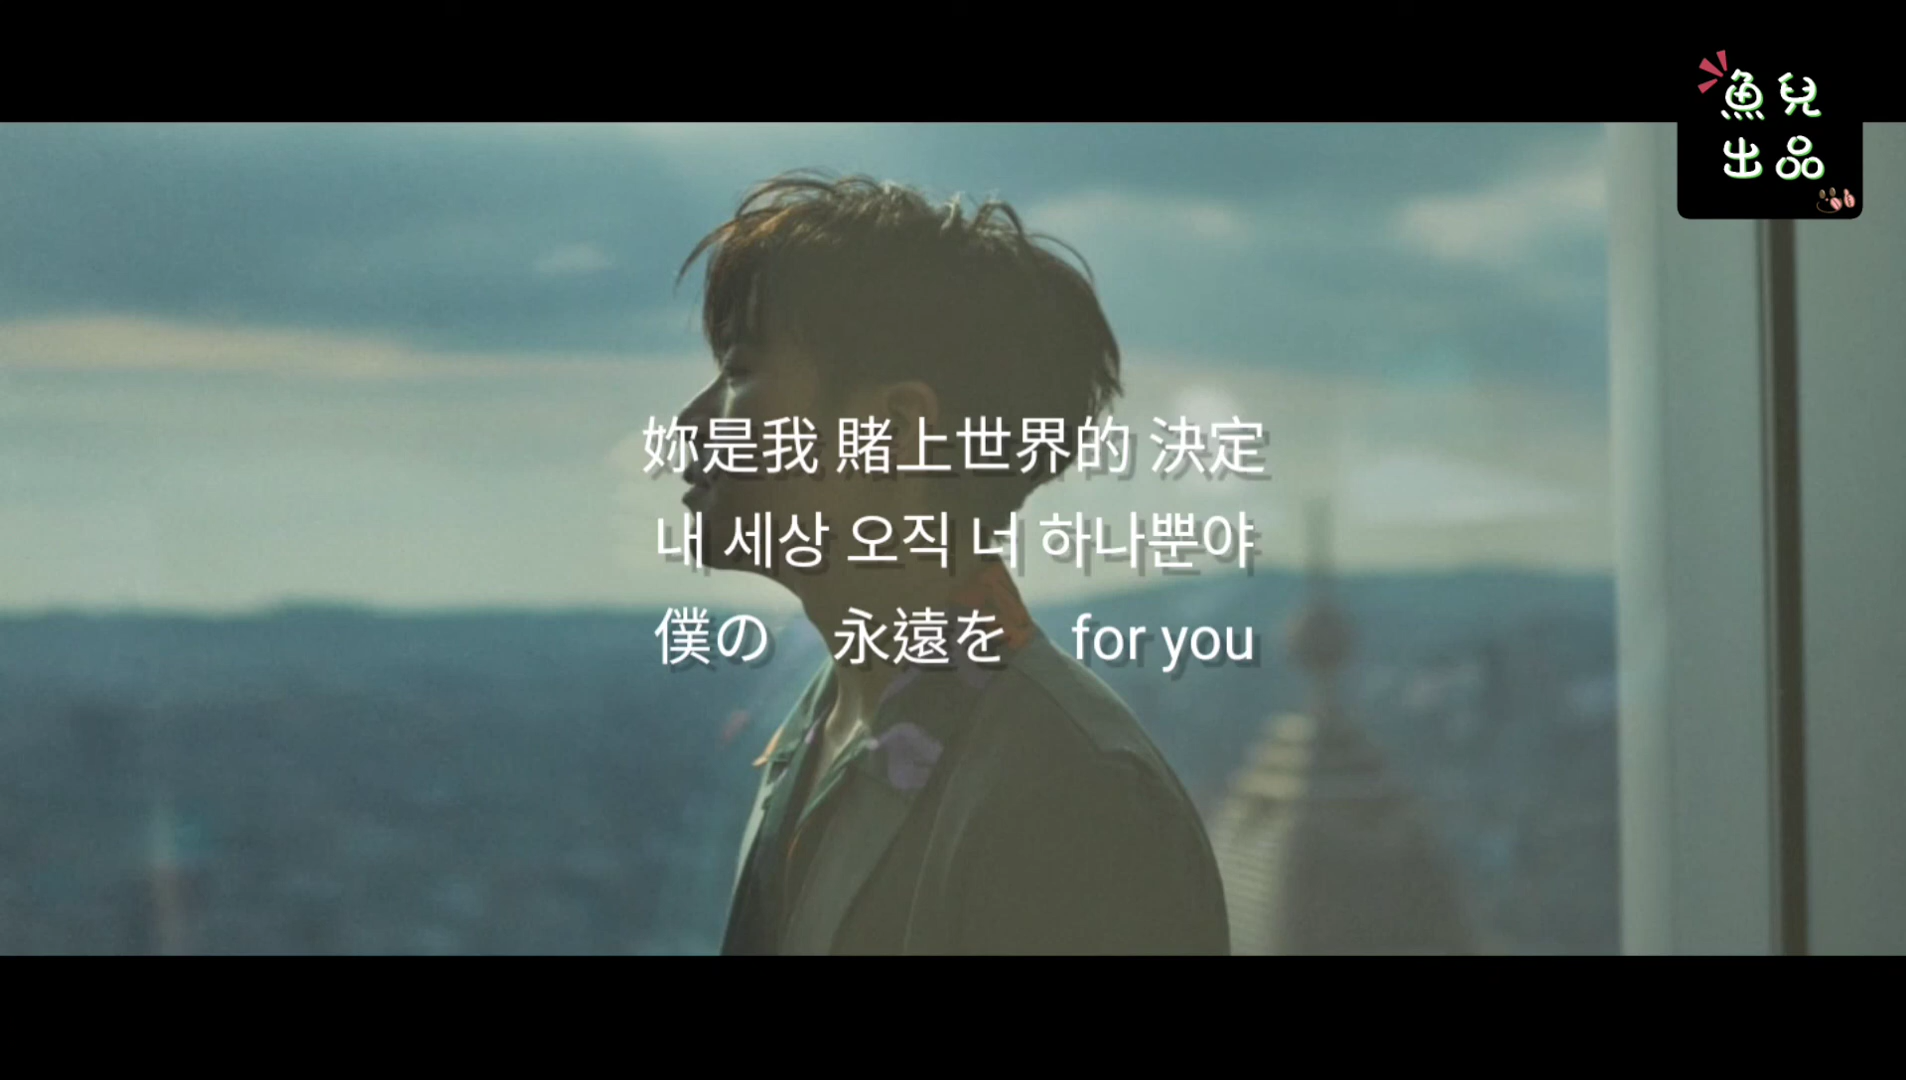 魚兒
出品
妳是我 賭上世界的 決定
내 세상 오직 너 하나뿐야
僕の　永遠を　for you